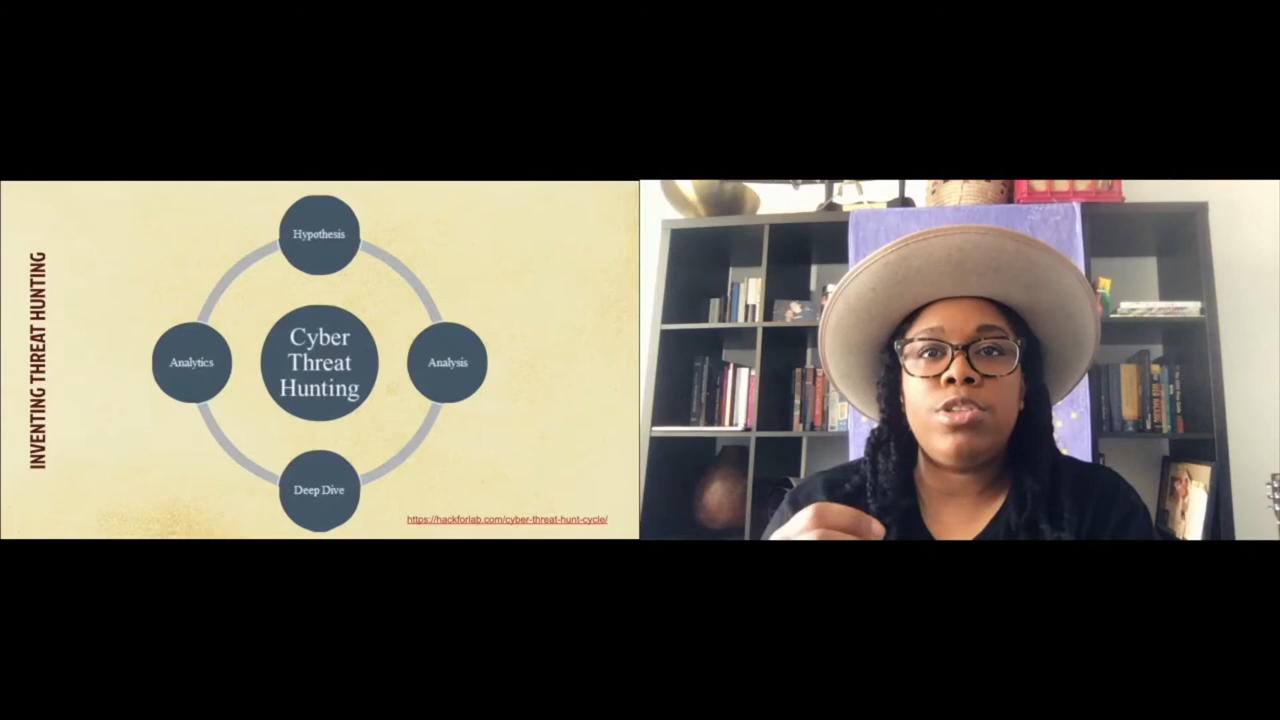 INVENTING THREAT HUNTING
Hypothesis
Analytics
Cyber
Threat
Hunting
Analysis
Deep Dive
https://hackforlab.com/cyber-threat-hunt-cycle/